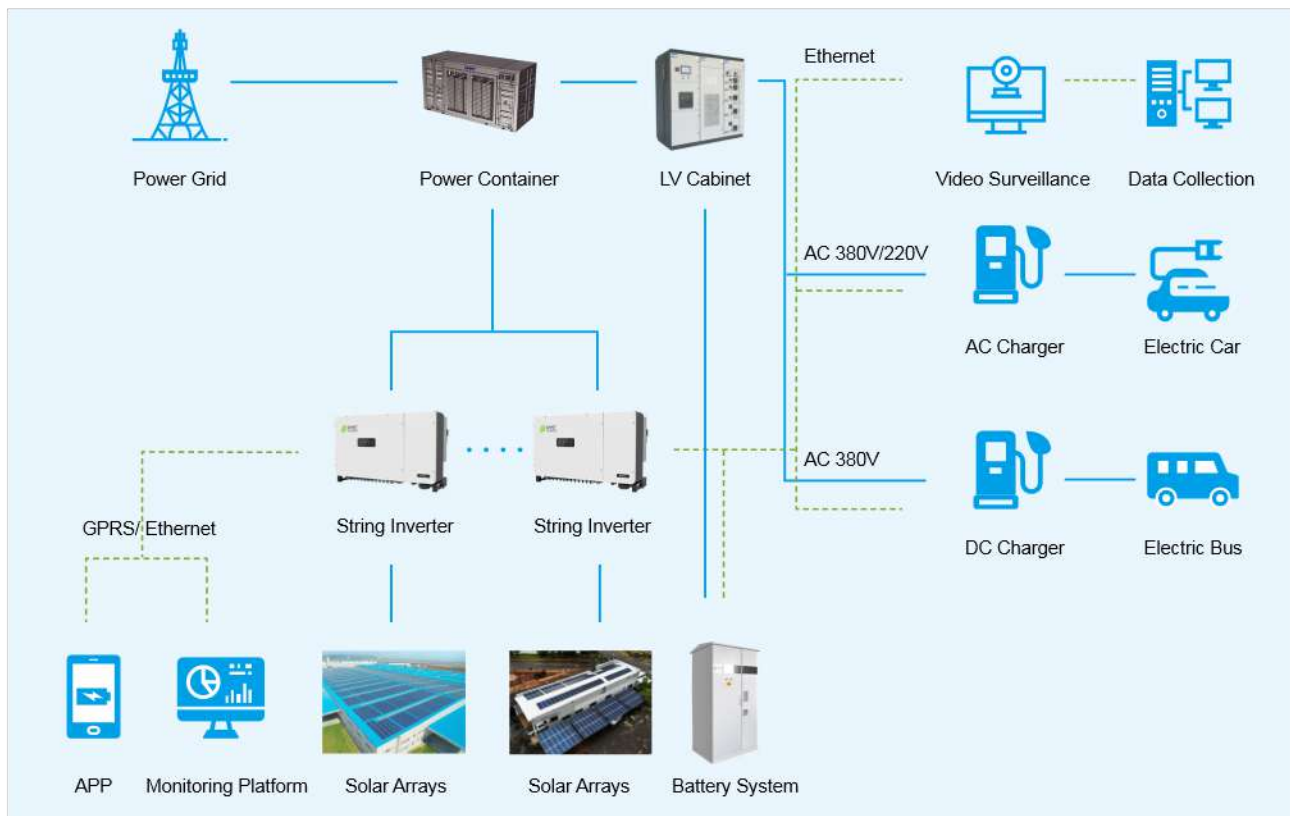 Ethernet
Power Grid
Power Container
LV Cabinet
Video Surveillance
Data Collection
AC 380V/220V
AC Charger
Electric Car
AC 380V
GPRS/ Ethernet
String Inverter
String Inverter
DC Charger
Electric Bus
APP
Monitoring Platform
Solar Arrays
Solar Arrays
Battery System